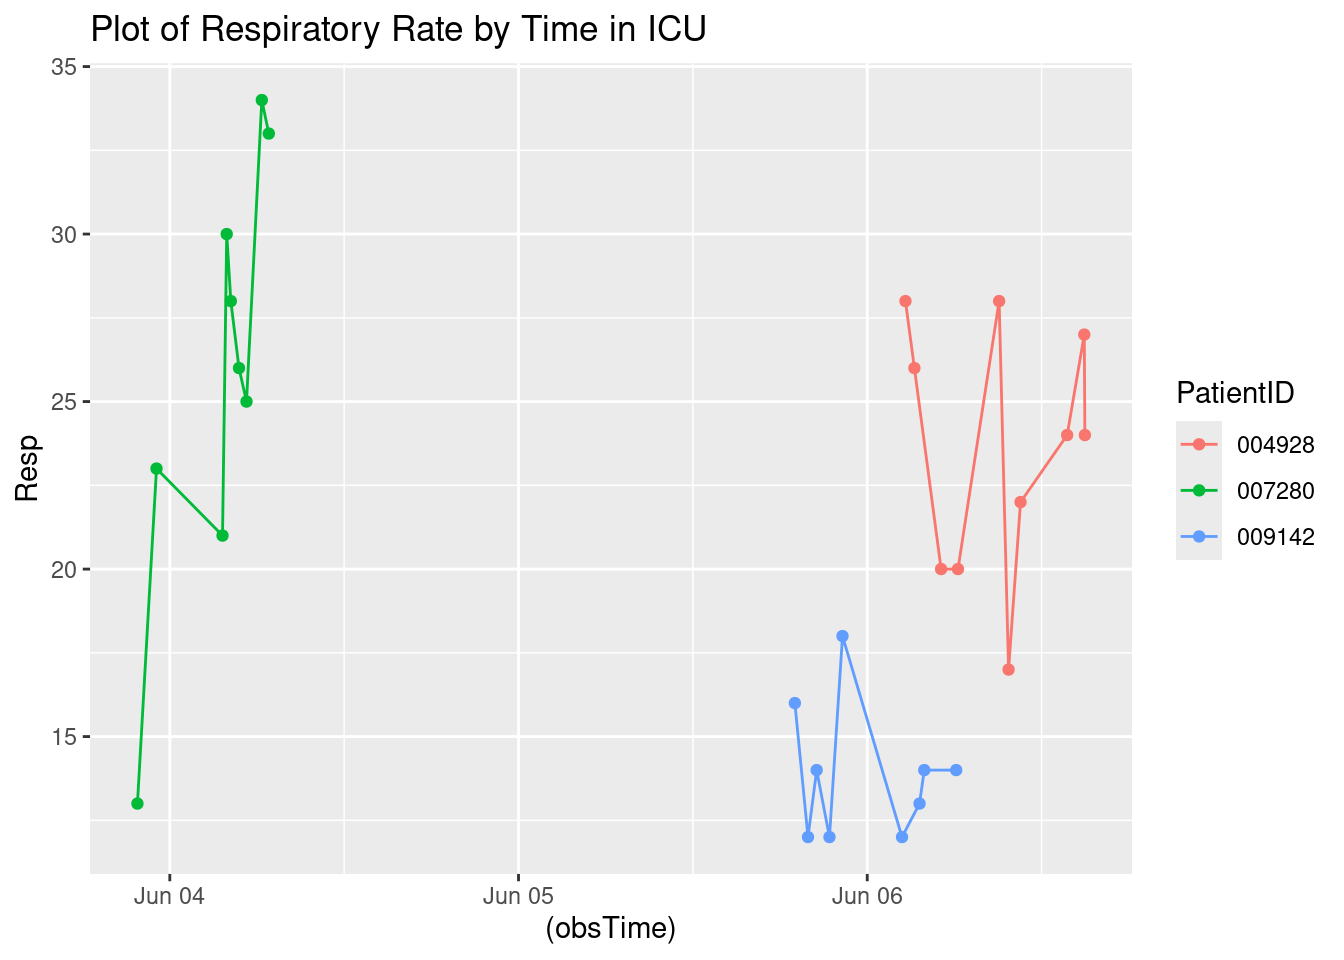 Plot of Respiratory Rate by Time in ICU
35
30
25
20
15
Resp
Jun 04
Jun 05
Jun 06
(obsTime)
PatientID
004928
007280
009142